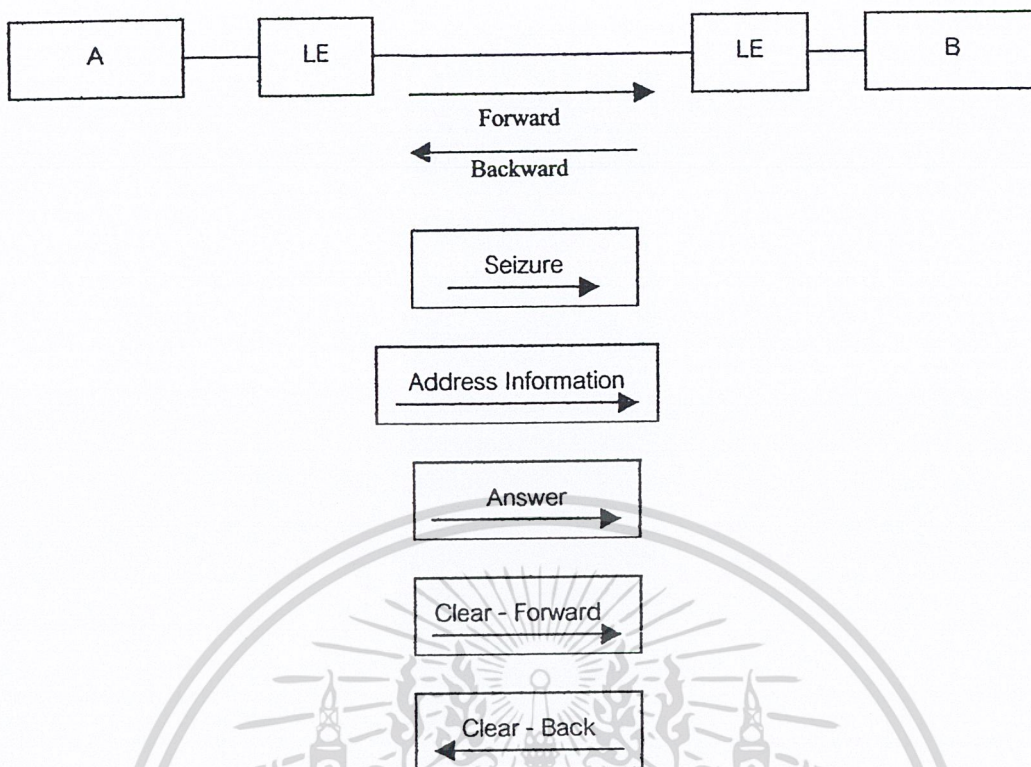 A
LE
LE
B
Forward
Backward
Seizure
Address Information
Answer
Clear - Forward
Clear - Back